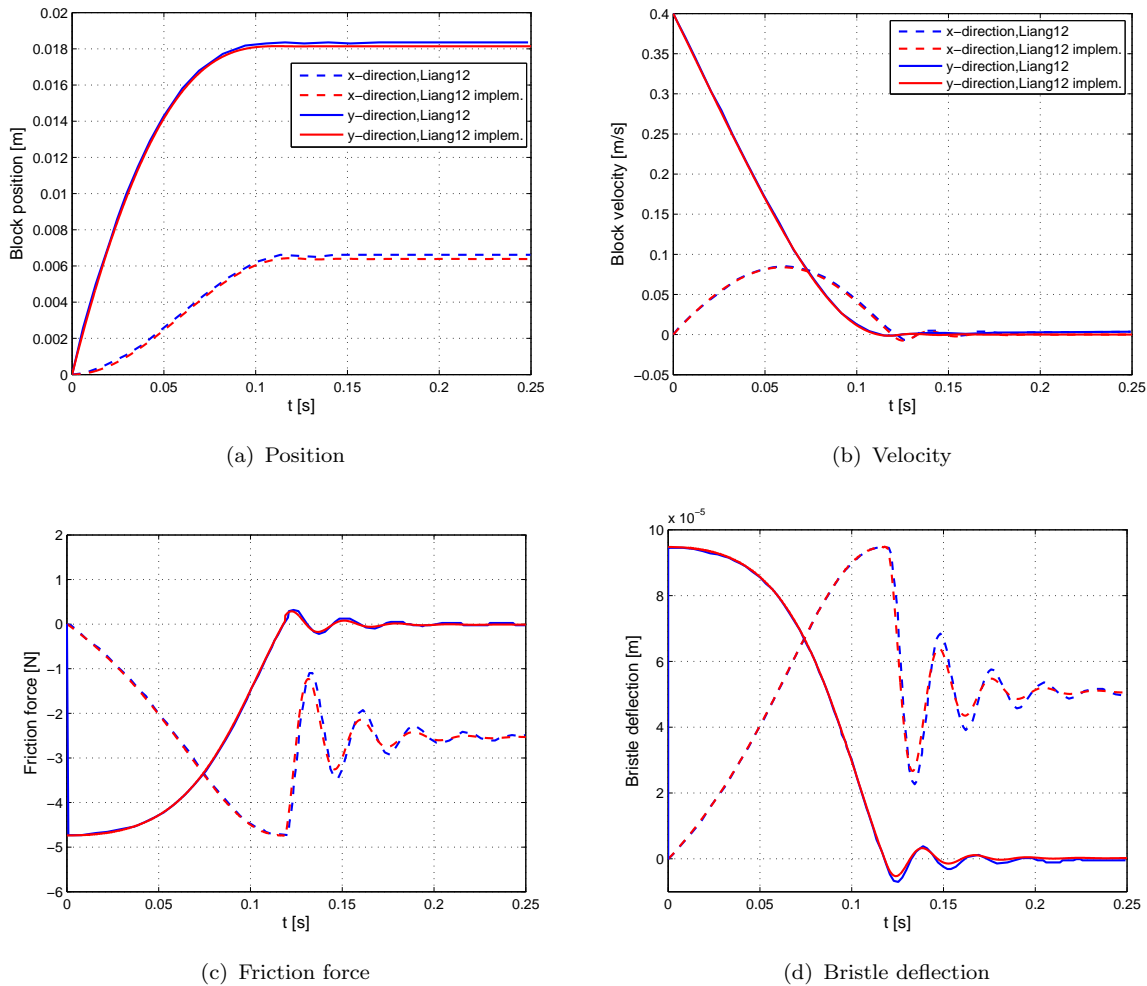 0.018
0.016
0.014
0.012
0.01
0.008
0.006
0.004
0.002
0
Block position [m]
x−direction,Liang12
x−direction,Liang12 implem.
y−direction,Liang12
y−direction,Liang12 implem.
0 0.05 0.1 0.15 0.2 0.25
t [s]
(a) Position
0.4
0.35
0.3
0.25
0.2
0.15
0.1
0.05
0
−0.05
Block velocity [m/s]
x−direction,Liang12
x−direction,Liang12 implem.
y−direction,Liang12
y−direction,Liang12 implem.
0 0.05 0.1 0.15 0.2 0.25
t [s]
(b) Velocity
2
1
0
−1
−2
−3
−4
−5
−6
Friction force [N]
0 0.05 0.1 0.15 0.2 0.25
t [s]
(c) Friction force
x 10⁻⁵
10
8
6
4
2
0
Bristle deflection [m]
0 0.05 0.1 0.15 0.2 0.25
t [s]
(d) Bristle deflection